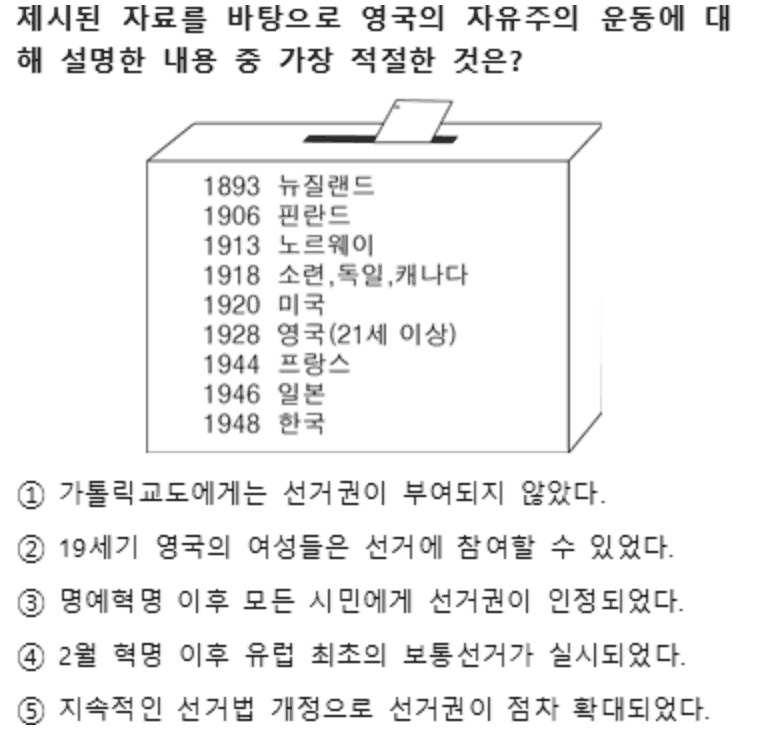 제시된 자료를 바탕으로 영국의 자유주의 운동에 대
해 설명한 내용 중 가장 적절한 것은?
1893 뉴질랜드
1906 핀란드
1913 노르웨이
1918 소련,독일,캐나다
1920 미국
1928 영국(21세 이상)
1944 프랑스
1946 일본
1948 한국
① 가톨릭교도에게는 선거권이 부여되지 않았다.
② 19세기 영국의 여성들은 선거에 참여할 수 있었다.
③ 명예혁명 이후 모든 시민에게 선거권이 인정되었다.
④ 2월 혁명 이후 유럽 최초의 보통선거가 실시되었다.
⑤ 지속적인 선거법 개정으로 선거권이 점차 확대되었다.